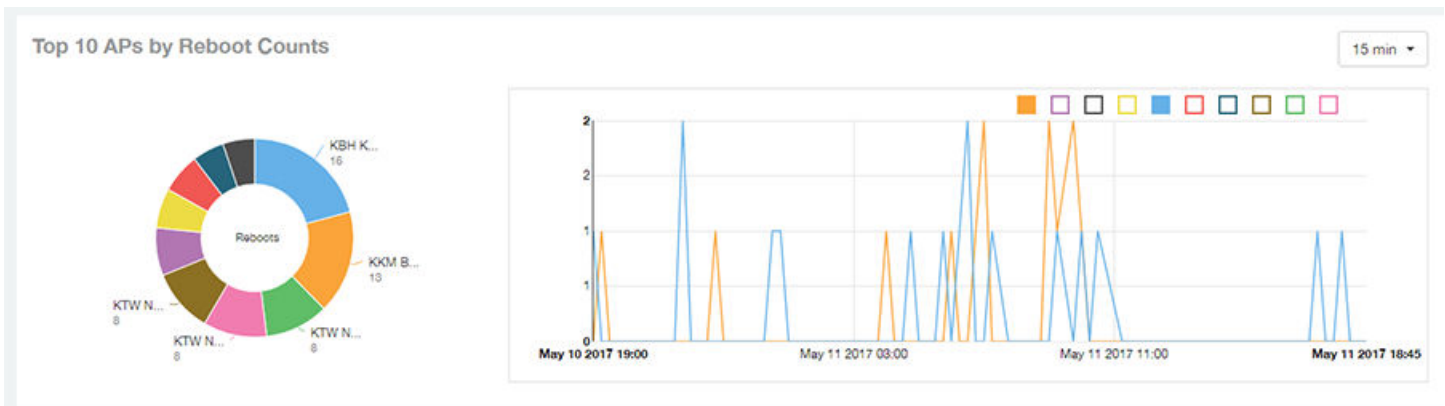 Top 10 APs by Reboot Counts
15 min
KBH K...
16
KKM B...
13
KTW N...
8
KTW N...
8
KTW N...
8
Reboots
2
2
1
1
0
May 10 2017 19:00
May 11 2017 03:00
May 11 2017 11:00
May 11 2017 18:45